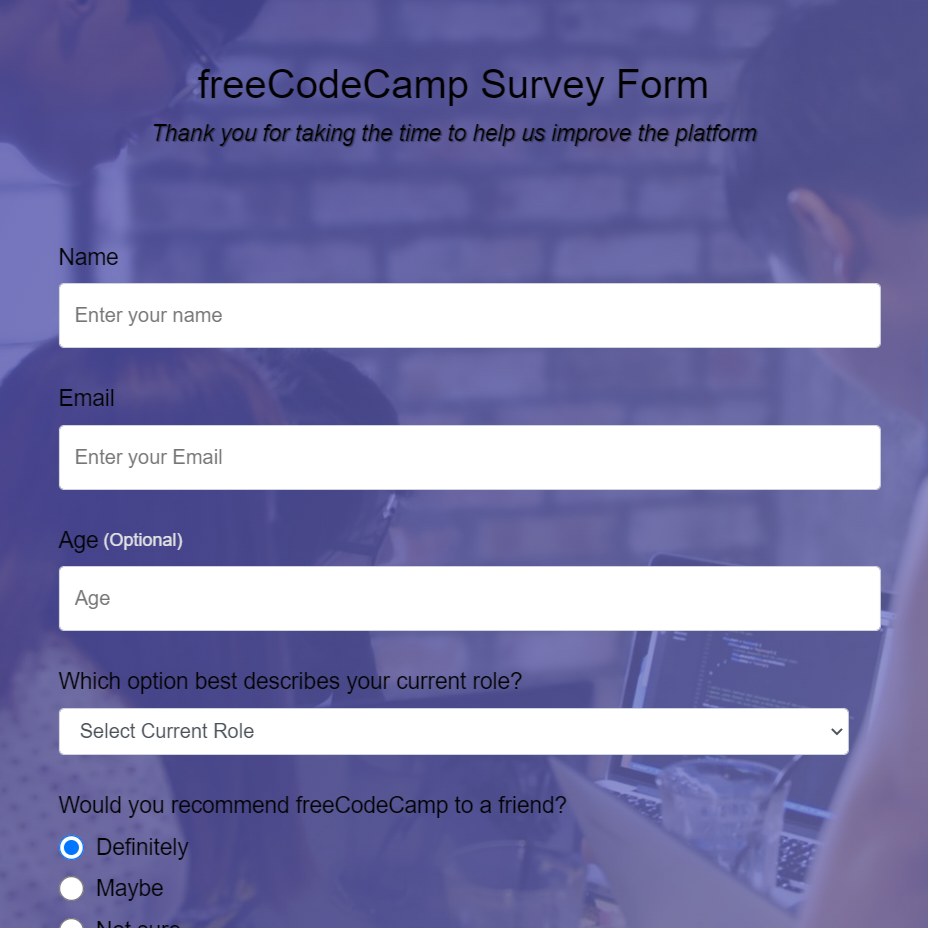 freeCodeCamp Survey Form
Thank you for taking the time to help us improve the platform
Name
Enter your name
Email
Enter your Email
Age (Optional)
Age
Which option best describes your current role?
Select Current Role
Would you recommend freeCodeCamp to a friend?
Definitely
Maybe
Not sure